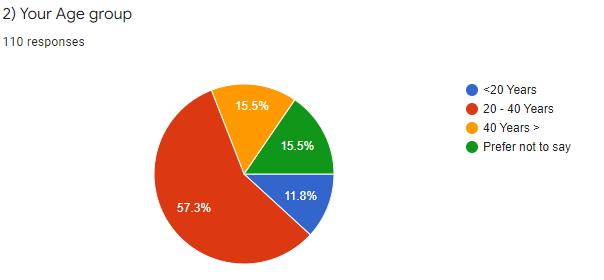 2) Your Age group
110 responses
15.5%
15.5%
57.3%
11.8%
<20 Years
20 - 40 Years
40 Years >
Prefer not to say